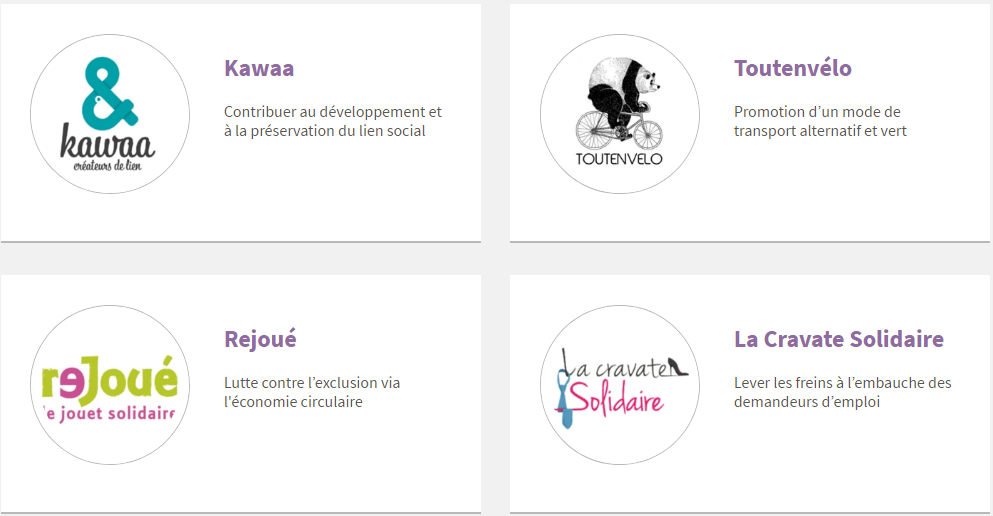 &
kawaa
créateurs de lien
Kawaa
Contribuer au développement et
à la préservation du lien social
TOUTENVELO
Toutenvélo
Promotion d’un mode de
transport alternatif et vert
reJoué
le jouet solidaire
Rejoué
Lutte contre l’exclusion via
l'économie circulaire
La cravate
Solidaire
La Cravate Solidaire
Lever les freins à l’embauche des
demandeurs d’emploi